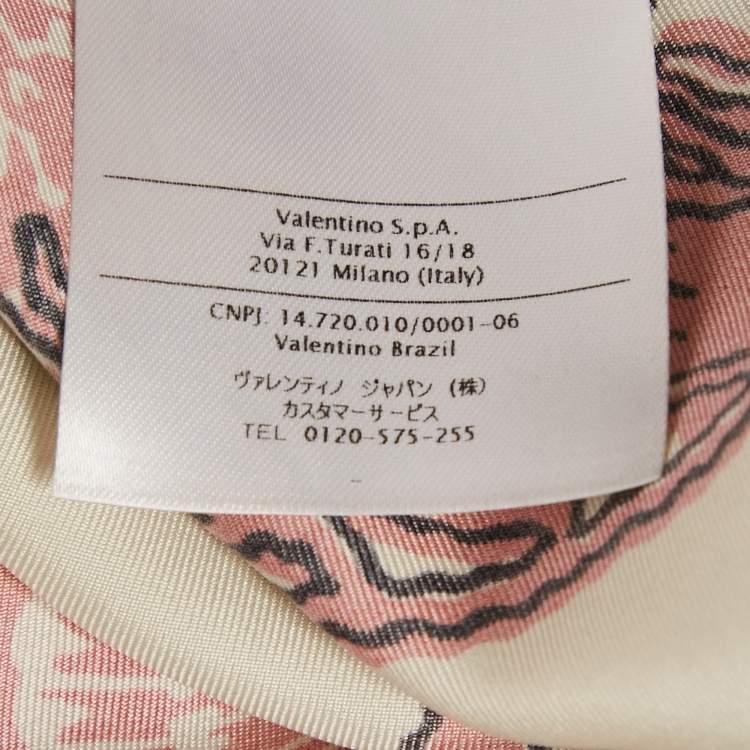 Valentino S.p.A.
Via F.Turati 16/18
20121 Milano (Italy)
CNPJ: 14.720.010/0001-06
Valentino Brazil
ヴァレンティノ ジャパン (株)
カスタマーサービス
TEL 0120-575-255